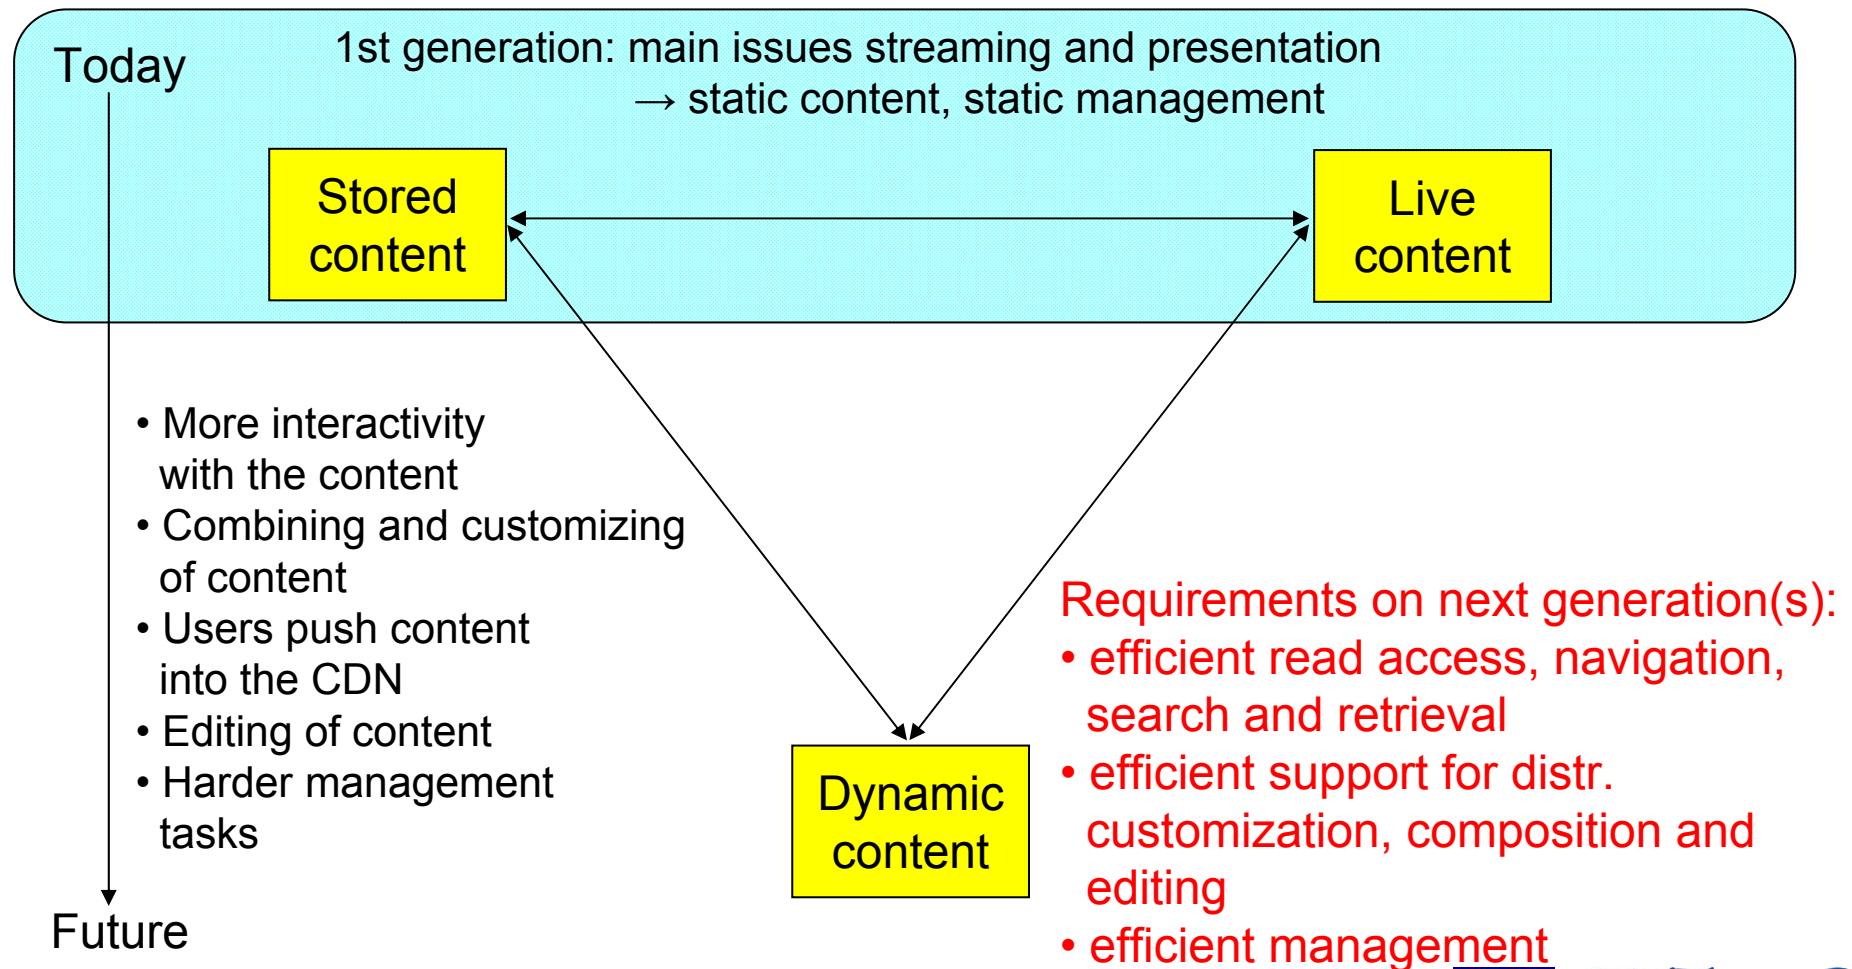 Today
1st generation: main issues streaming and presentation
→ static content, static management
Stored
content
Live
content
• More interactivity
with the content
• Combining and customizing
of content
• Users push content
into the CDN
• Editing of content
• Harder management
tasks
Future
Dynamic
content
Requirements on next generation(s):
• efficient read access, navigation,
search and retrieval
• efficient support for distr.
customization, composition and
editing
• efficient management